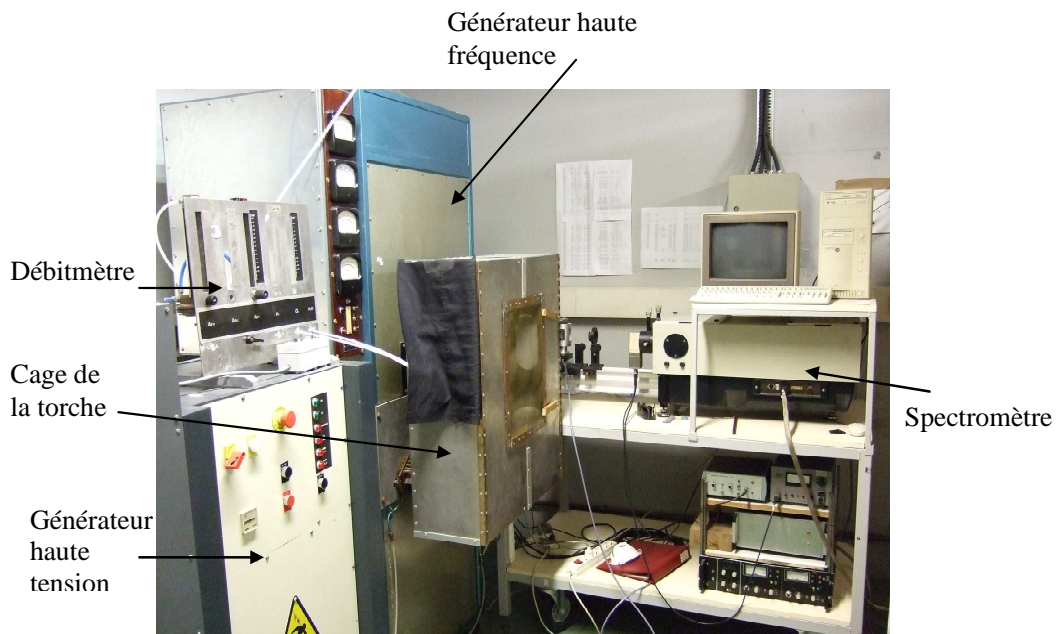 Générateur haute
fréquence
Débitmètre
Cage de
la torche
Spectromètre
Générateur
haute
tension